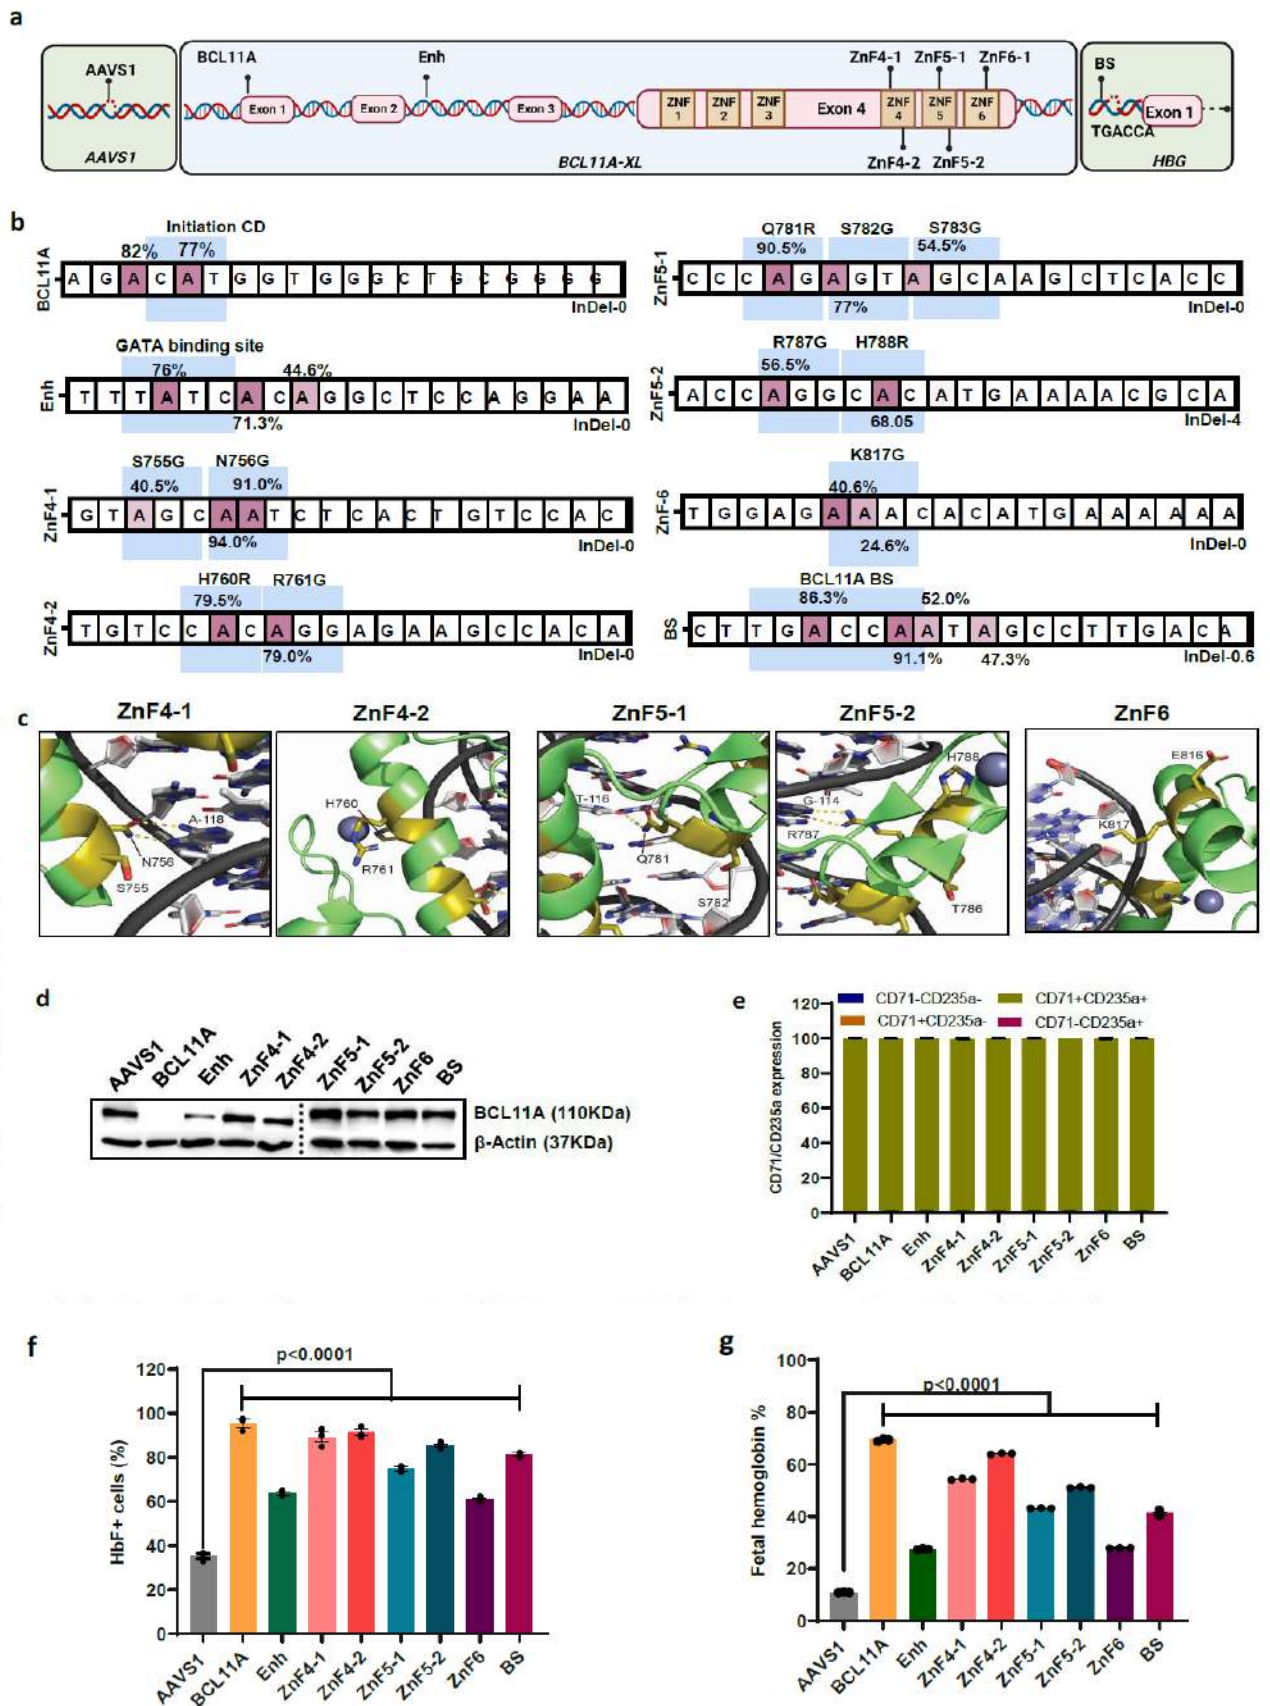 a
AAVS1
AAVS1
BCL11A
Enh
ZnF4-1
ZnF5-1
ZnF6-1
Exon 1
Exon 2
Exon 3
ZNF 1
ZNF 2
ZNF 3
Exon 4
ZNF 4
ZNF 5
ZNF 6
ZnF4-2
ZnF5-2
BCL11A-XL
BS
Exon 1
TGACCA
HBG
b
Initiation CD
82%
77%
BCL11A
A G A C A T G G T G G G C T G C G G G G
InDel-0
GATA binding site
76%
44.6%
Enh
T T T A T C A C A G G C T C C A G G A A
71.3%
InDel-0
S755G
N756G
40.5%
91.0%
ZnF4-1
G T A G C A A T C T C A C T G T C C A C
94.0%
InDel-0
H760R
R761G
79.5%
ZnF4-2
T G T C C A C A G G A G A A G C C A C A
79.0%
InDel-0
Q781R
S782G
S783G
90.5%
54.5%
ZnF5-1
C C C A G A G T A G C A A G C T C A C C
77%
InDel-0
R787G
H788R
56.5%
ZnF5-2
A C C A G G C A C A T G A A A A C G C A
68.05
InDel-4
K817G
40.6%
ZnF-6
T G G A G A A A C A C A T G A A A A A A
24.6%
InDel-0
BCL11A BS
86.3%
52.0%
BS
C T T G A C C A A T A G C C T T G A C A
91.1%
47.3%
InDel-0.6
c
ZnF4-1
A-118
N756
S755
ZnF4-2
H760
R761
ZnF5-1
T-116
Q781
S782
ZnF5-2
H788
G-114
R787
T786
ZnF6
E816
K817
d
AAVS1
BCL11A
Enh
ZnF4-1
ZnF4-2
ZnF5-1
ZnF5-2
ZnF6
BS
BCL11A (110KDa)
β-Actin (37KDa)
e
CD71-CD235a-
CD71+CD235a+
CD71+CD235a-
CD71-CD235a+
CD71/CD235a expression
120
100
80
60
40
20
0
AAVS1
BCL11A
Enh
ZnF4-1
ZnF4-2
ZnF5-1
ZnF5-2
ZnF6
BS
f
p<0.0001
HbF+ cells (%)
120
100
80
60
40
20
0
AAVS1
BCL11A
Enh
ZnF4-1
ZnF4-2
ZnF5-1
ZnF5-2
ZnF6
BS
g
p<0.0001
Fetal hemoglobin %
100
80
60
40
20
0
AAVS1
BCL11A
Enh
ZnF4-1
ZnF4-2
ZnF5-1
ZnF5-2
ZnF6
BS